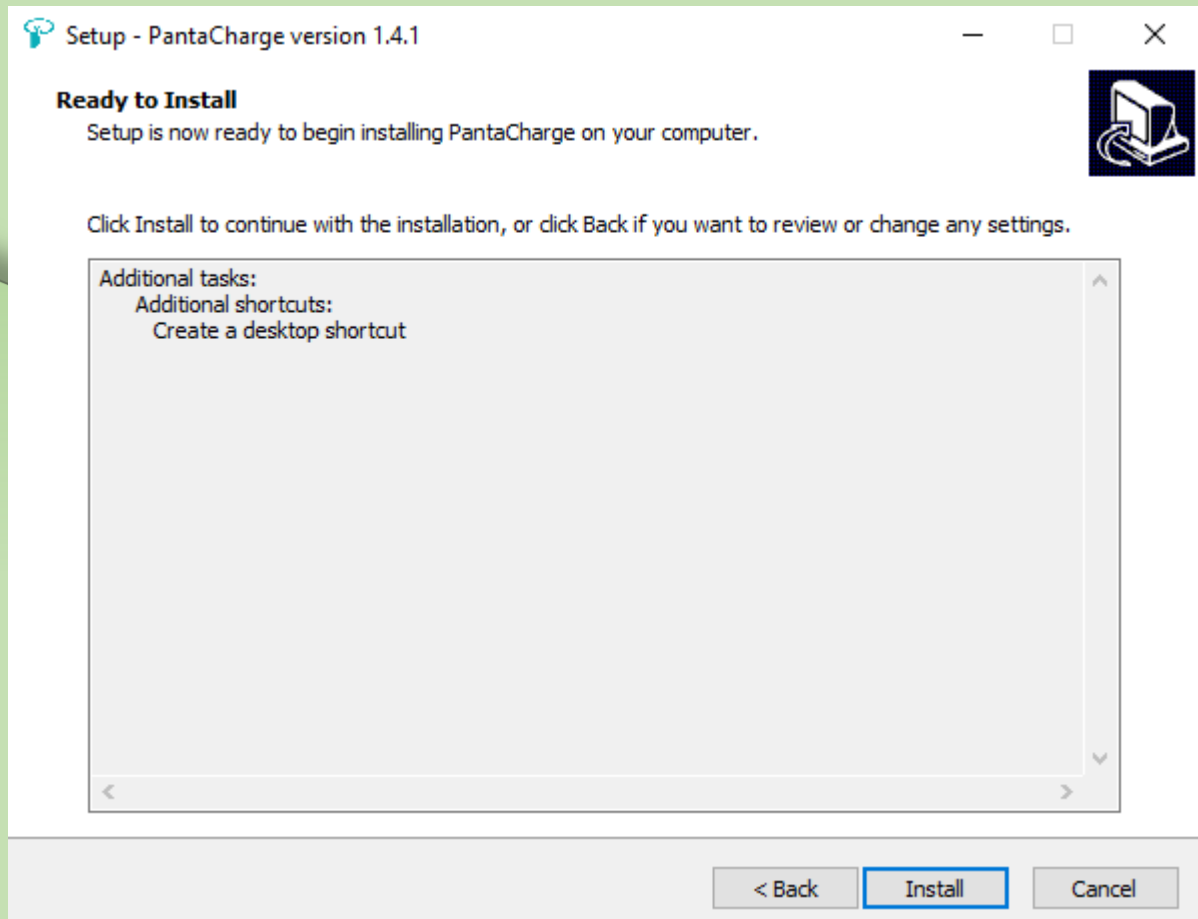 Setup - PantaCharge version 1.4.1
Ready to Install
Setup is now ready to begin installing PantaCharge on your computer.
Click Install to continue with the installation, or click Back if you want to review or change any settings.
Additional tasks:
Additional shortcuts:
Create a desktop shortcut
< Back
Install
Cancel